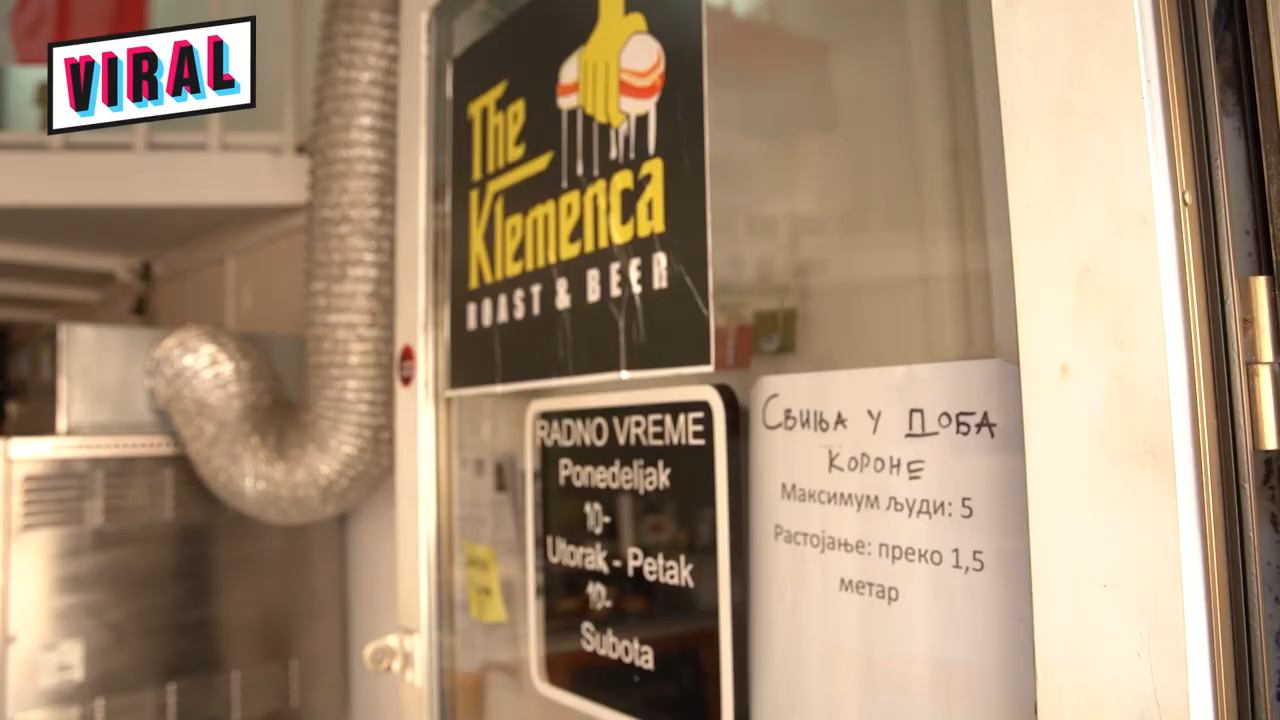 VIRAL
The
Klemenca
ROAST & BEER
RADNO VREME
Ponedeljak
10-
Utorak - Petak
10-
Subota
Свиња у доба
короне
Максимум људи: 5
Растојање: преко 1,5
метар